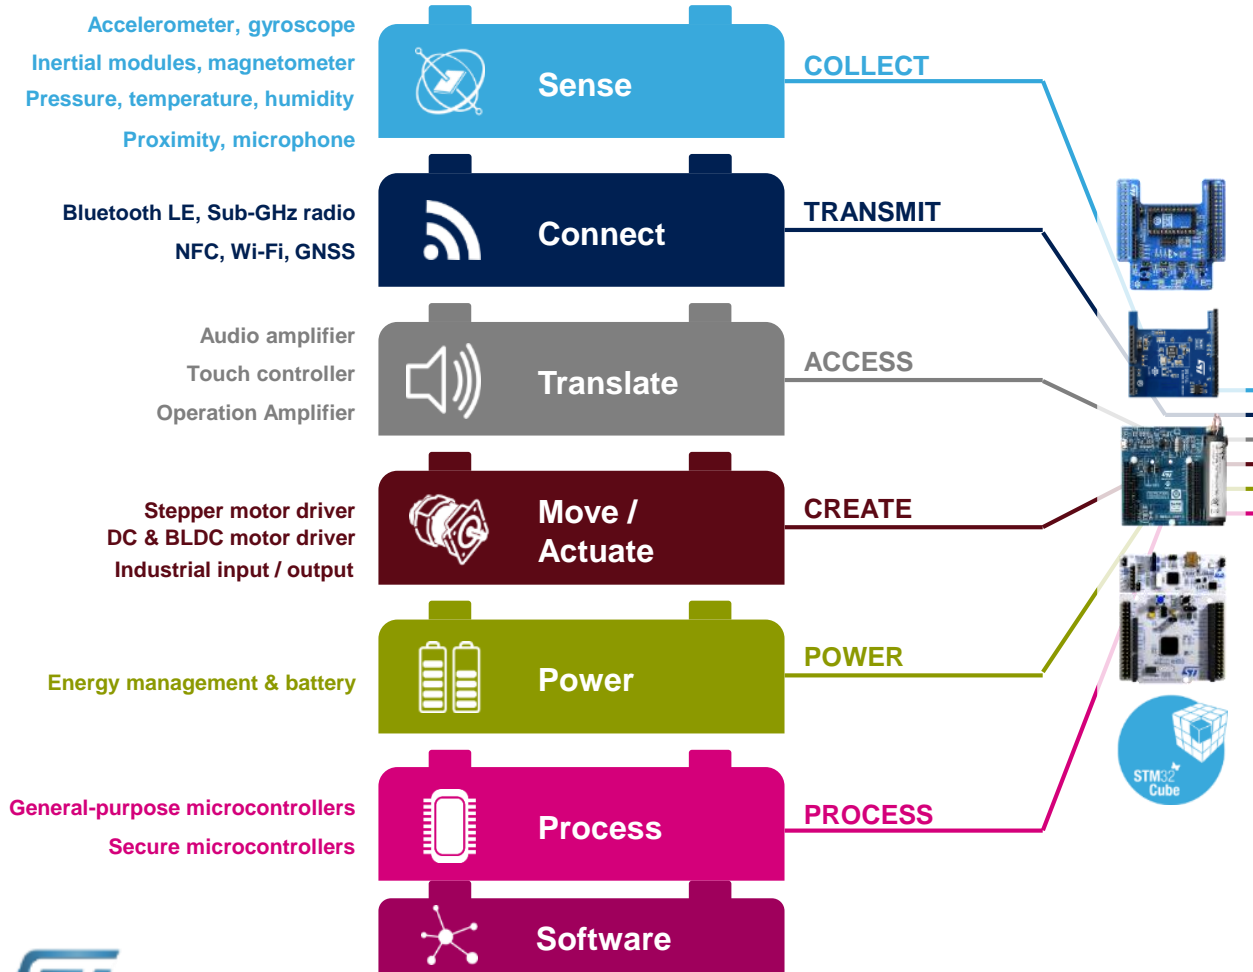 Accelerometer, gyroscope
Inertial modules, magnetometer
Pressure, temperature, humidity
Proximity, microphone
Sense
COLLECT
Bluetooth LE, Sub-GHz radio
NFC, Wi-Fi, GNSS
Connect
TRANSMIT
Audio amplifier
Touch controller
Operation Amplifier
Translate
ACCESS
Stepper motor driver
DC & BLDC motor driver
Industrial input / output
Move /
Actuate
CREATE
Energy management & battery
Power
POWER
General-purpose microcontrollers
Secure microcontrollers
Process
PROCESS
Software
STM32
Cube